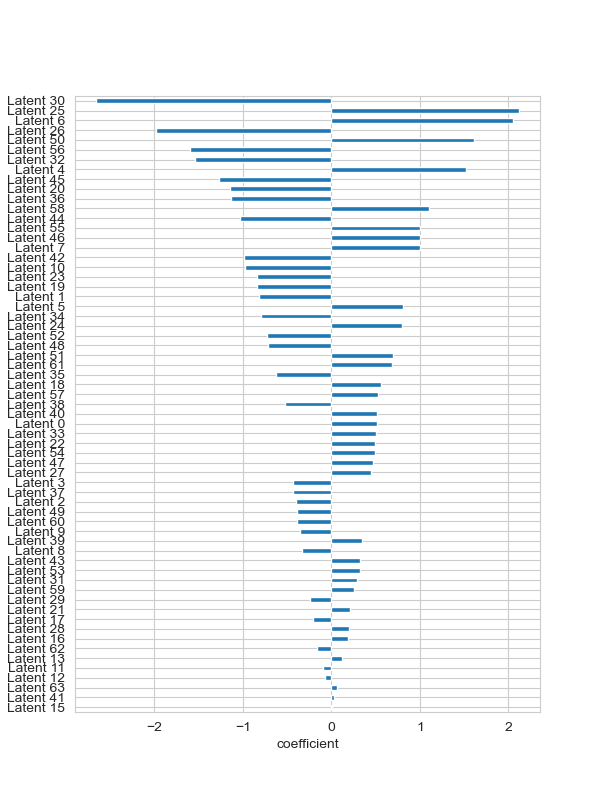 Latent 30
Latent 25
Latent 6
Latent 26
Latent 50
Latent 56
Latent 32
Latent 4
Latent 45
Latent 20
Latent 36
Latent 58
Latent 44
Latent 55
Latent 46
Latent 7
Latent 42
Latent 10
Latent 23
Latent 19
Latent 1
Latent 5
Latent 34
Latent 24
Latent 52
Latent 48
Latent 51
Latent 61
Latent 35
Latent 18
Latent 57
Latent 38
Latent 40
Latent 0
Latent 33
Latent 22
Latent 54
Latent 47
Latent 27
Latent 3
Latent 37
Latent 2
Latent 49
Latent 60
Latent 9
Latent 39
Latent 8
Latent 43
Latent 53
Latent 31
Latent 59
Latent 29
Latent 21
Latent 17
Latent 28
Latent 16
Latent 62
Latent 13
Latent 11
Latent 12
Latent 63
Latent 41
Latent 15
−2 −1 0 1 2
coefficient